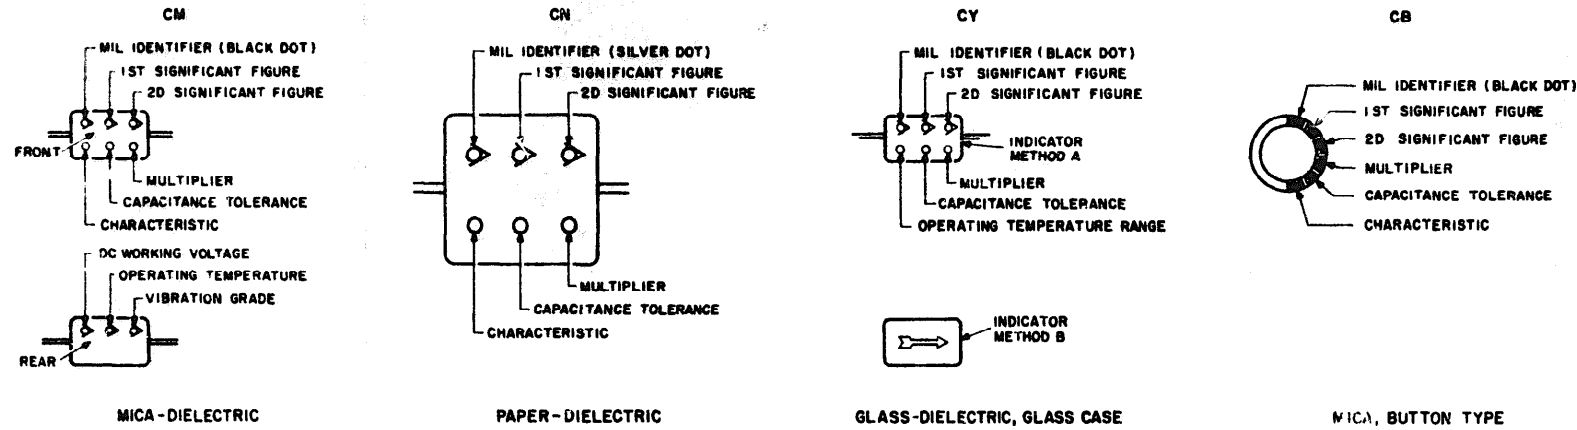 CM
MIL IDENTIFIER (BLACK DOT)
1ST SIGNIFICANT FIGURE
2D SIGNIFICANT FIGURE
FRONT
MULTIPLIER
CAPACITANCE TOLERANCE
CHARACTERISTIC
DC WORKING VOLTAGE
OPERATING TEMPERATURE
VIBRATION GRADE
REAR
MICA-DIELECTRIC
CN
MIL IDENTIFIER (SILVER DOT)
1ST SIGNIFICANT FIGURE
2D SIGNIFICANT FIGURE
MULTIPLIER
CAPACITANCE TOLERANCE
CHARACTERISTIC
PAPER-DIELECTRIC
CY
MIL IDENTIFIER (BLACK DOT)
1ST SIGNIFICANT FIGURE
2D SIGNIFICANT FIGURE
INDICATOR
METHOD A
MULTIPLIER
CAPACITANCE TOLERANCE
OPERATING TEMPERATURE RANGE
INDICATOR
METHOD B
GLASS-DIELECTRIC, GLASS CASE
CB
MIL IDENTIFIER (BLACK DOT)
1ST SIGNIFICANT FIGURE
2D SIGNIFICANT FIGURE
MULTIPLIER
CAPACITANCE TOLERANCE
CHARACTERISTIC
MICA, BUTTON TYPE